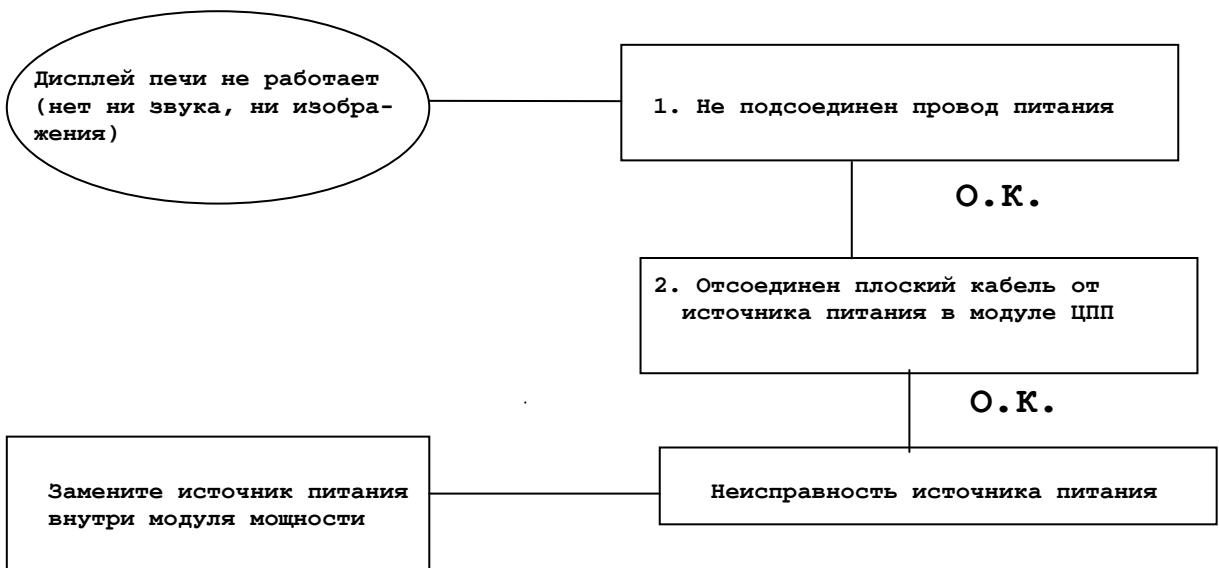 Дисплей печи не работает
(нет ни звука, ни изобра-
жения)
1. Не подсоединен провод питания
О.К.
2. Отсоединен плоский кабель от
источника питания в модуле ЦПП
О.К.
Неисправность источника питания
Замените источник питания
внутри модуля мощности